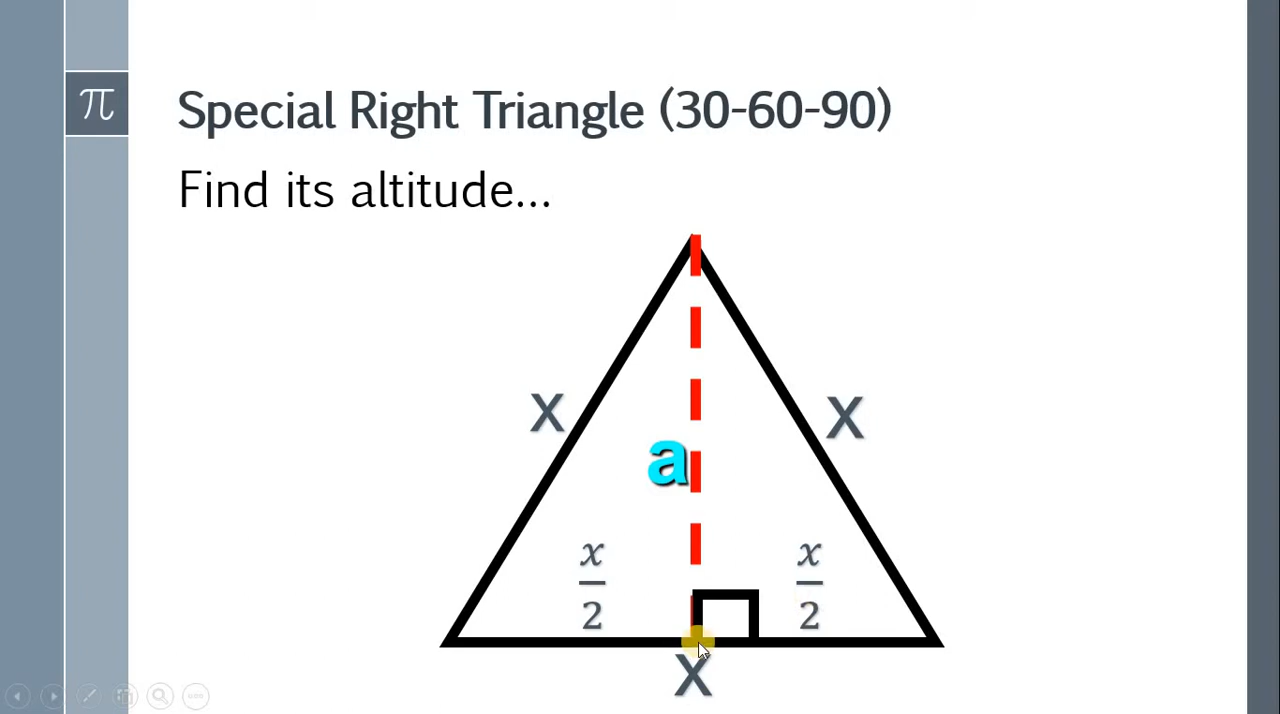 π
Special Right Triangle (30-60-90)
Find its altitude...
x
x
a
x/2
x/2
x